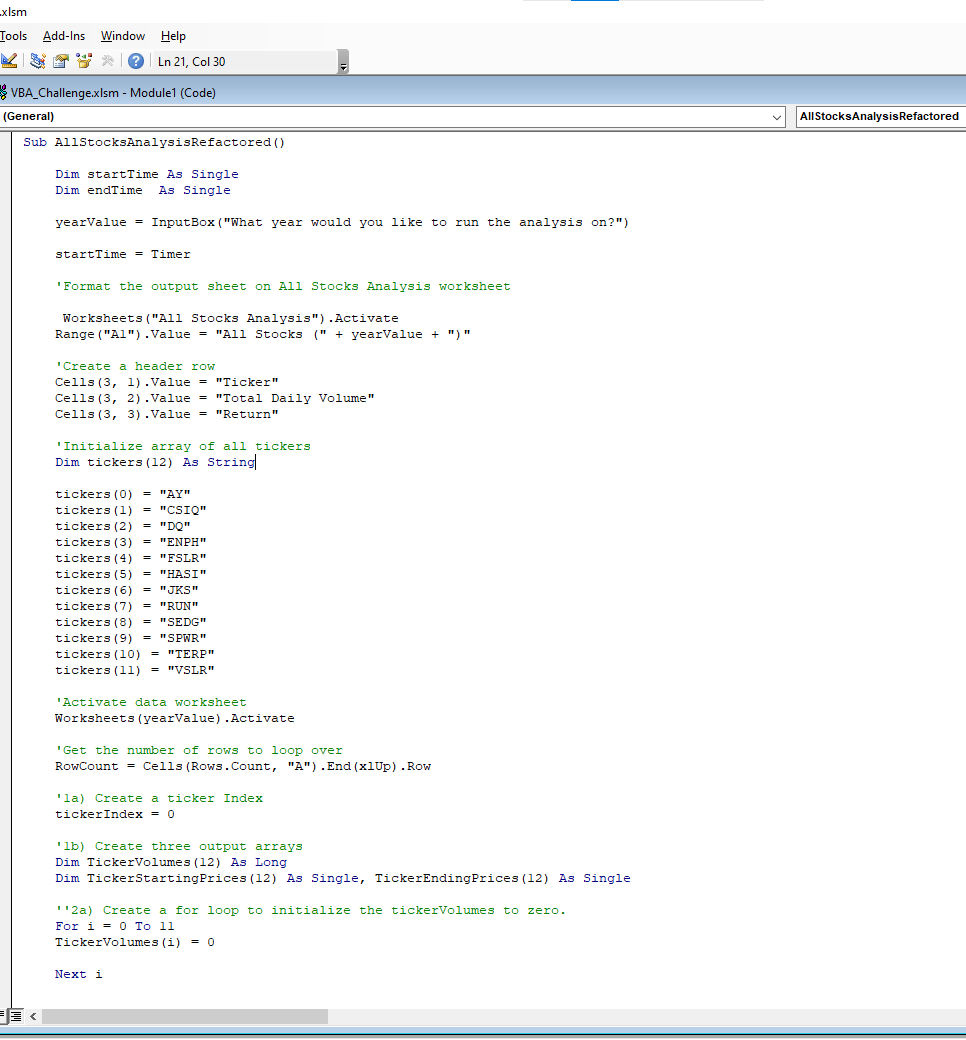 .xlsm
Tools Add-Ins Window Help
Ln 21, Col 30
VBA_Challenge.xlsm - Module1 (Code)
(General) AllStocksAnalysisRefactored
Sub AllStocksAnalysisRefactored()
Dim startTime As Single
Dim endTime  As Single
yearValue = InputBox("What year would you like to run the analysis on?")
startTime = Timer
'Format the output sheet on All Stocks Analysis worksheet
Worksheets("All Stocks Analysis").Activate
Range("A1").Value = "All Stocks (" + yearValue + ")"
'Create a header row
Cells(3, 1).Value = "Ticker"
Cells(3, 2).Value = "Total Daily Volume"
Cells(3, 3).Value = "Return"
'Initialize array of all tickers
Dim tickers(12) As String
tickers(0) = "AY"
tickers(1) = "CSIQ"
tickers(2) = "DQ"
tickers(3) = "ENPH"
tickers(4) = "FSLR"
tickers(5) = "HASI"
tickers(6) = "JKS"
tickers(7) = "RUN"
tickers(8) = "SEDG"
tickers(9) = "SPWR"
tickers(10) = "TERP"
tickers(11) = "VSLR"
'Activate data worksheet
Worksheets(yearValue).Activate
'Get the number of rows to loop over
RowCount = Cells(Rows.Count, "A").End(xlUp).Row
'1a) Create a ticker Index
tickerIndex = 0
'1b) Create three output arrays
Dim TickerVolumes(12) As Long
Dim TickerStartingPrices(12) As Single, TickerEndingPrices(12) As Single
''2a) Create a for loop to initialize the tickerVolumes to zero.
For i = 0 To 11
TickerVolumes(i) = 0
Next i